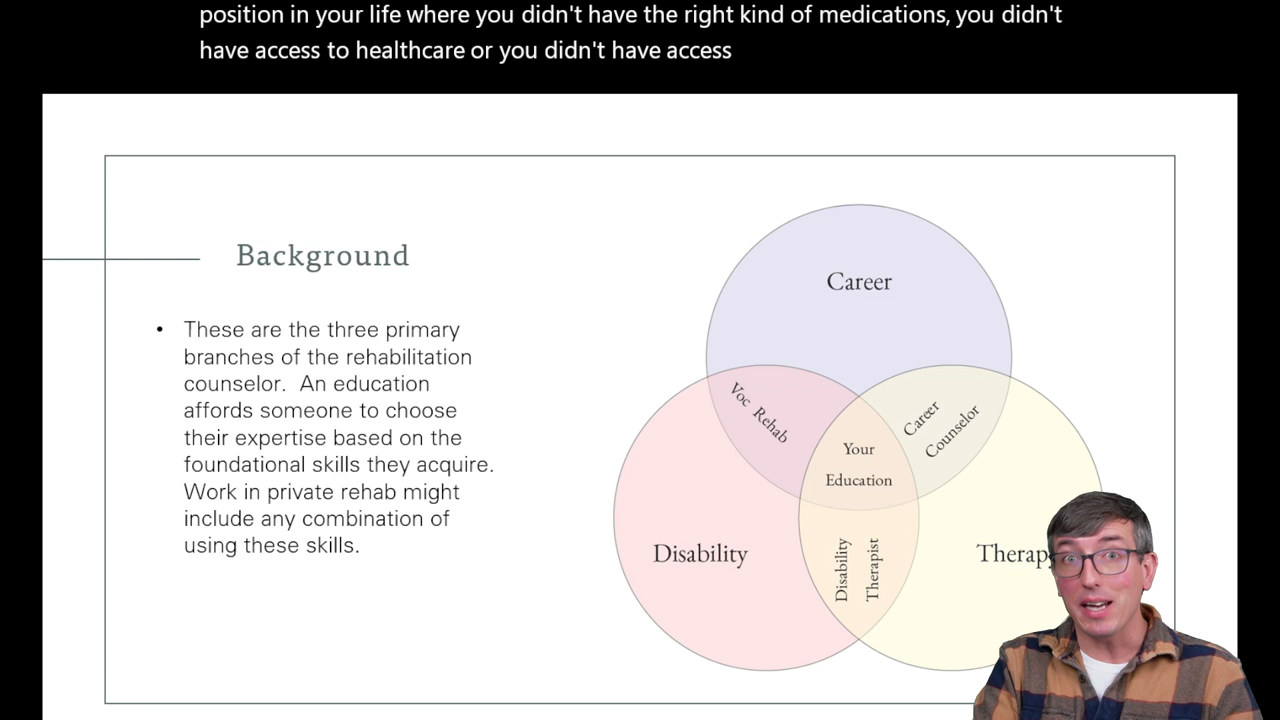 position in your life where you didn't have the right kind of medications, you didn't
have access to healthcare or you didn't have access
Background
• These are the three primary
branches of the rehabilitation
counselor. An education
affords someone to choose
their expertise based on the
foundational skills they acquire.
Work in private rehab might
include any combination of
using these skills.
Career
Voc Rehab
Career
Counselor
Your
Education
Disability
Disability
Therapist
Therapy